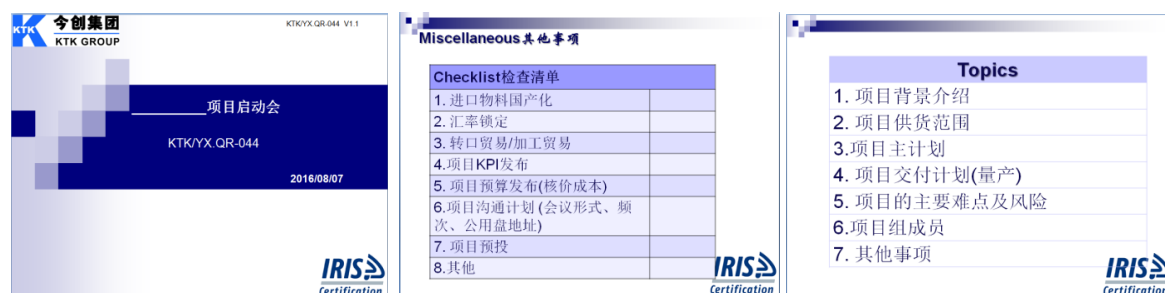 KTK
今创集团
KTK GROUP
KTK/YX.QR-044 V1.1
________项目启动会
KTK/YX.QR-044
2016/08/07
IRIS
Certification
Miscellaneous其他事项
Checklist检查清单
1. 进口物料国产化
2. 汇率锁定
3. 转口贸易/加工贸易
4.项目KPI发布
5. 项目预算发布(核价成本)
6.项目沟通计划 (会议形式、频
次、公用盘地址)
7. 项目预投
8.其他
IRIS
Certification
Topics
1. 项目背景介绍
2. 项目供货范围
3.项目主计划
4. 项目交付计划(量产)
5. 项目的主要难点及风险
6.项目组成员
7. 其他事项
IRIS
Certification